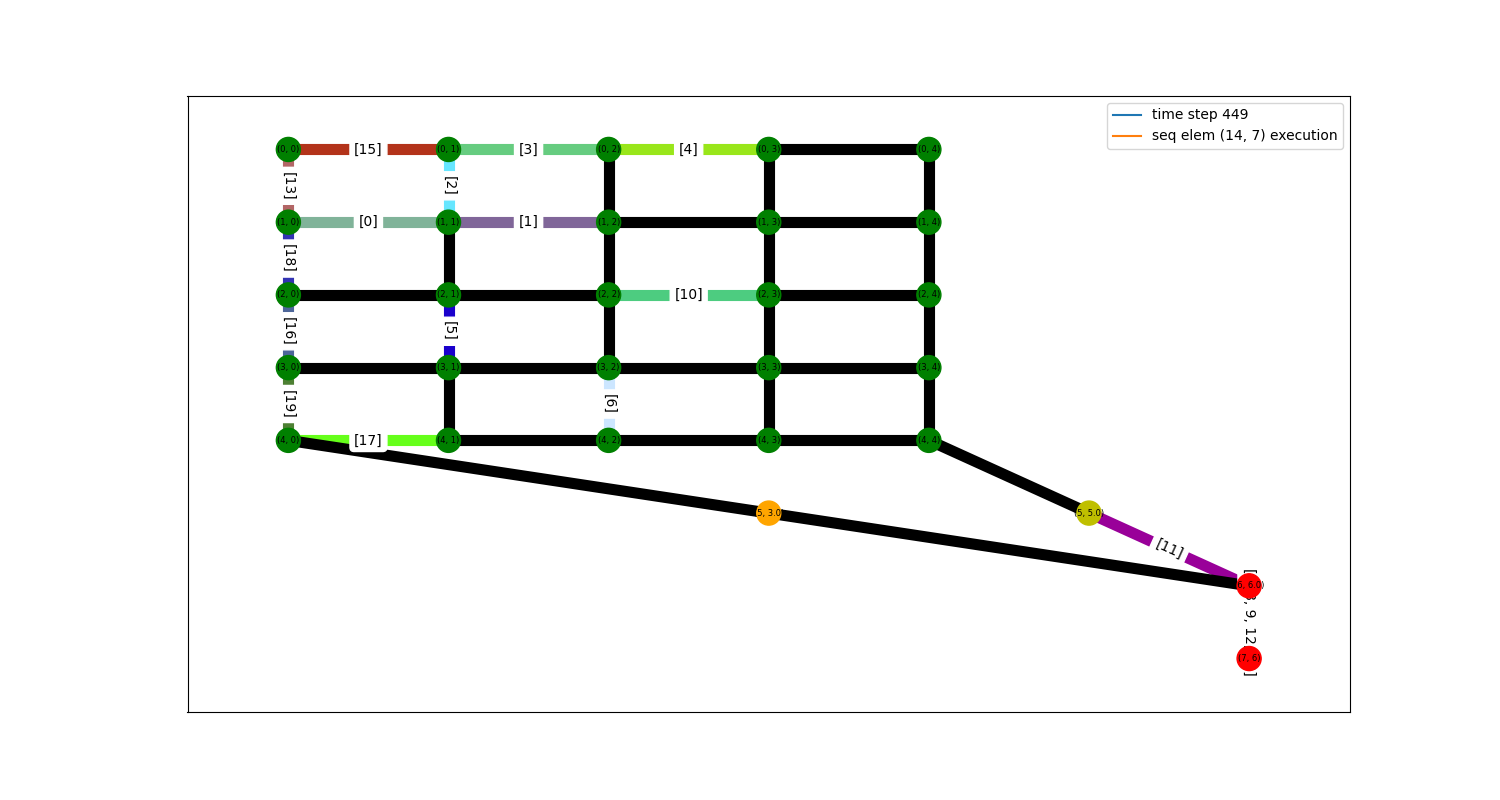 time step 449
seq elem (14, 7) execution
(0, 0) [15] (0, 1) [3] (0, 2) [4] (0, 3) (0, 4)
[13] [2]
(1, 0) [0] (1, 1) [1] (1, 2) (1, 3) (1, 4)
[18]
(2, 0) (2, 1) (2, 2) [10] (2, 3) (2, 4)
[16] [5]
(3, 0) (3, 1) (3, 2) (3, 3) (3, 4)
[19] [6]
(4, 0) [17] (4, 1) (4, 2) (4, 3) (4, 4)
(5, 3.0) (5, 5.0)
[11]
(6, 6.0)
9, 12
(7, 6)